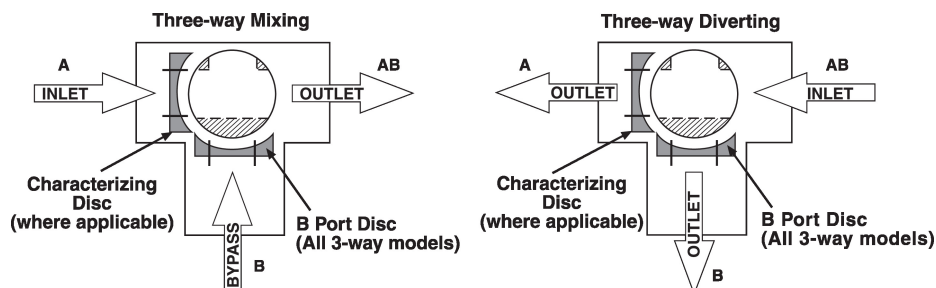 Three-way Mixing
A
INLET
AB
OUTLET
Characterizing
Disc
(where applicable)
BYPASS
B
B Port Disc
(All 3-way models)
Three-way Diverting
A
OUTLET
AB
INLET
Characterizing
Disc
(where applicable)
OUTLET
B
B Port Disc
(All 3-way models)